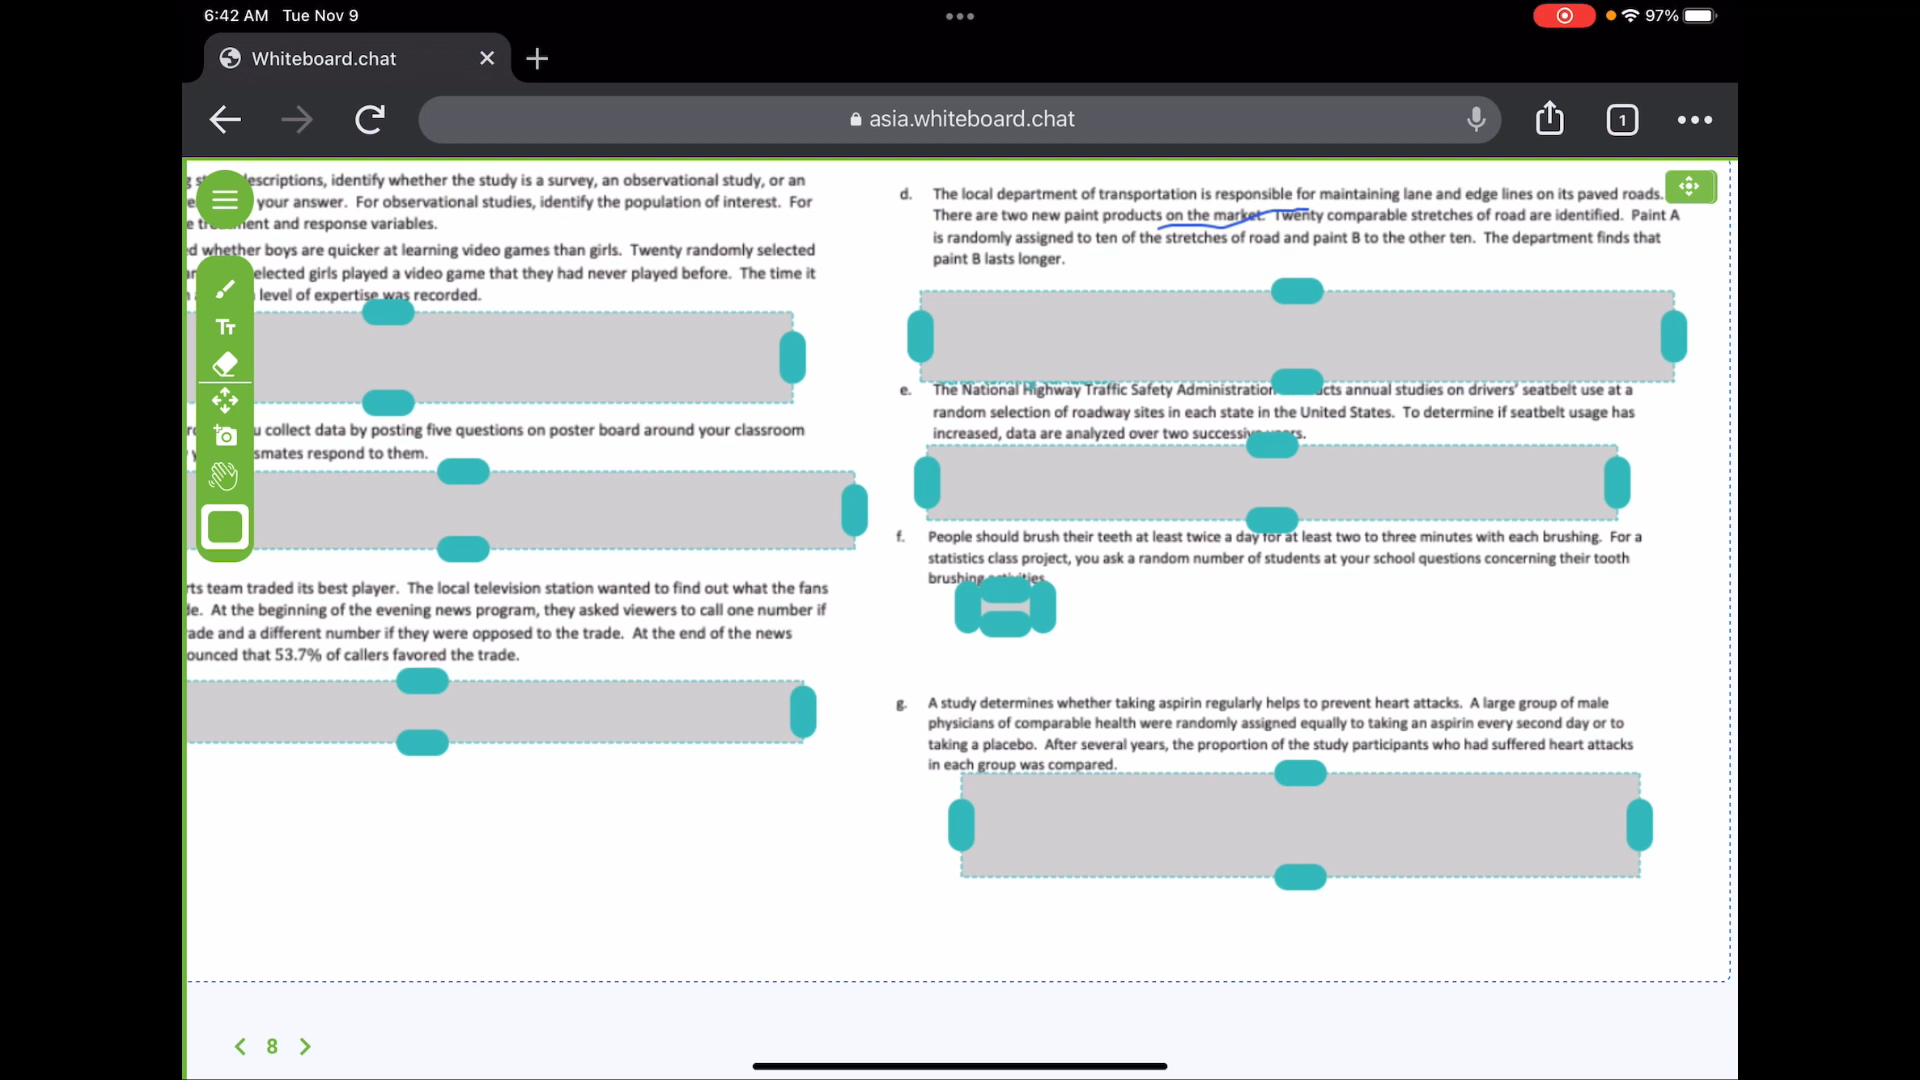 6:42 AM Tue Nov 9
97%
Whiteboard.chat
asia.whiteboard.chat
1
escriptions, identify whether the study is a survey, an observational study, or an
your answer. For observational studies, identify the population of interest. For
ment and response variables.
d whether boys are quicker at learning video games than girls. Twenty randomly selected
elected girls played a video game that they had never played before. The time it
level of expertise was recorded.
u collect data by posting five questions on poster board around your classroom
smates respond to them.
rts team traded its best player. The local television station wanted to find out what the fans
de. At the beginning of the evening news program, they asked viewers to call one number if
ade and a different number if they were opposed to the trade. At the end of the news
ounced that 53.7% of callers favored the trade.
d. The local department of transportation is responsible for maintaining lane and edge lines on its paved roads.
There are two new paint products on the market. Twenty comparable stretches of road are identified. Paint A
is randomly assigned to ten of the stretches of road and paint B to the other ten. The department finds that
paint B lasts longer.
e. The National Highway Traffic Safety Administration ucts annual studies on drivers' seatbelt use at a
random selection of roadway sites in each state in the United States. To determine if seatbelt usage has
increased, data are analyzed over two successive years.
f. People should brush their teeth at least twice a day for at least two to three minutes with each brushing. For a
statistics class project, you ask a random number of students at your school questions concerning their tooth
brushing activities.
g. A study determines whether taking aspirin regularly helps to prevent heart attacks. A large group of male
physicians of comparable health were randomly assigned equally to taking an aspirin every second day or to
taking a placebo. After several years, the proportion of the study participants who had suffered heart attacks
in each group was compared.
Tт
8